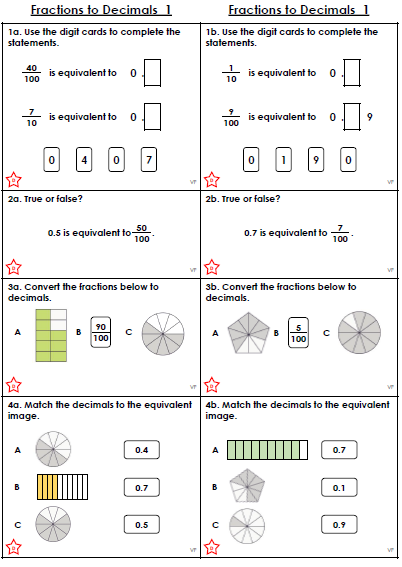 Fractions to Decimals 1
Fractions to Decimals 1
1a. Use the digit cards to complete the
statements.
40/100 is equivalent to 0 .
7/10 is equivalent to 0 .
0 4 0 7
VF
1b. Use the digit cards to complete the
statements.
1/10 is equivalent to 0 .
9/100 is equivalent to 0 . 9
0 1 9 0
VF
2a. True or false?
0.5 is equivalent to 50/100 .
VF
2b. True or false?
0.7 is equivalent to 7/100 .
VF
3a. Convert the fractions below to
decimals.
A B 90/100 C
VF
3b. Convert the fractions below to
decimals.
A B 5/100 C
VF
4a. Match the decimals to the equivalent
image.
A 0.4
B 0.7
C 0.5
VF
4b. Match the decimals to the equivalent
image.
A 0.7
B 0.1
C 0.9
VF